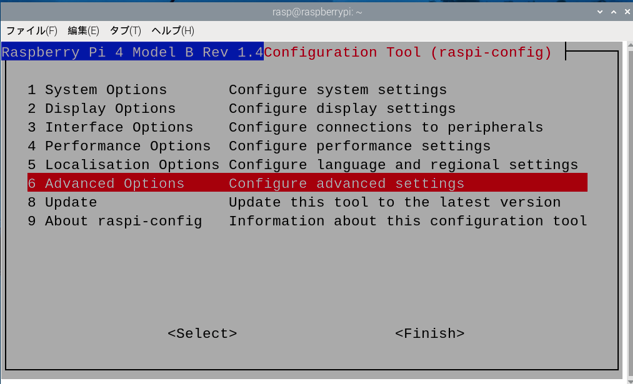 rasp@raspberrypi: ~
ファイル(F) 編集(E) タブ(T) ヘルプ(H)
Raspberry Pi 4 Model B Rev 1.4Configuration Tool (raspi-config)
1 System Options Configure system settings
2 Display Options Configure display settings
3 Interface Options Configure connections to peripherals
4 Performance Options Configure performance settings
5 Localisation Options Configure language and regional settings
6 Advanced Options Configure advanced settings
8 Update Update this tool to the latest version
9 About raspi-config Information about this configuration tool
<Select> <Finish>